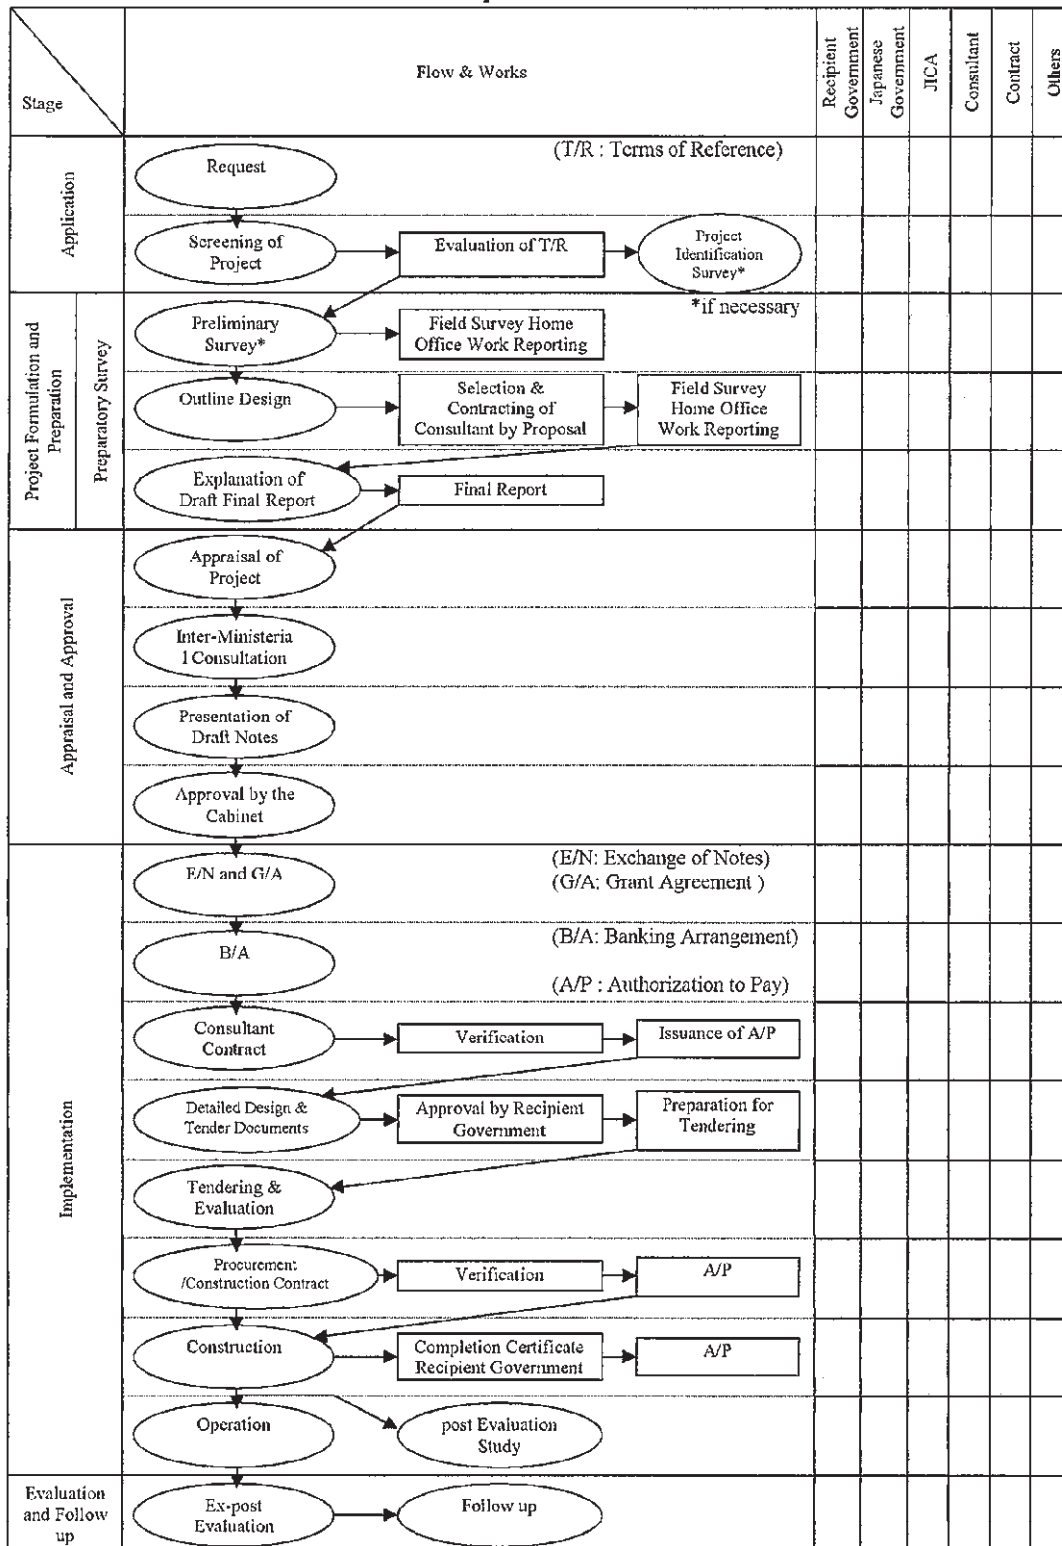 Stage
Flow & Works
Recipient
Government
Japanese
Government
JICA
Consultant
Contract
Others
Application
(T/R : Terms of Reference)
Request
Screening of
Project
Evaluation of T/R
Project
Identification
Survey*
*if necessary
Project Formulation and
Preparation
Preparatory Survey
Preliminary
Survey*
Field Survey Home
Office Work Reporting
Outline Design
Selection &
Contracting of
Consultant by Proposal
Field Survey
Home Office
Work Reporting
Explanation of
Draft Final Report
Final Report
Appraisal and Approval
Appraisal of
Project
Inter-Ministeria
l Consultation
Presentation of
Draft Notes
Approval by the
Cabinet
Implementation
E/N and G/A
(E/N: Exchange of Notes)
(G/A: Grant Agreement )
B/A
(B/A: Banking Arrangement)
(A/P : Authorization to Pay)
Consultant
Contract
Verification
Issuance of A/P
Detailed Design &
Tender Documents
Approval by Recipient
Government
Preparation for
Tendering
Tendering &
Evaluation
Procurement
/Construction Contract
Verification
A/P
Construction
Completion Certificate
Recipient Government
A/P
Operation
post Evaluation
Study
Evaluation
and Follow
up
Ex-post
Evaluation
Follow up